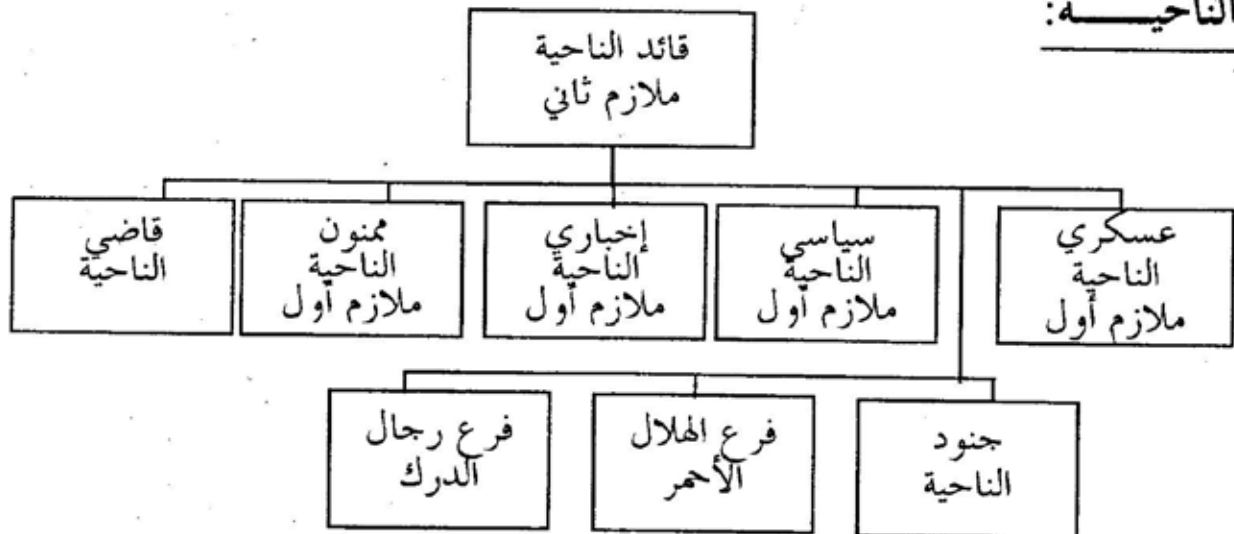 الناحيـــــة:
قائد الناحية
ملازم ثاني
عسكري
الناحية
ملازم أول
سياسي
الناحية
ملازم أول
إخباري
الناحية
ملازم أول
ممنون
الناحية
ملازم أول
قاضي
الناحية
جنود
الناحية
فرع الهلال
الأحمر
فرع رجال
الدرك